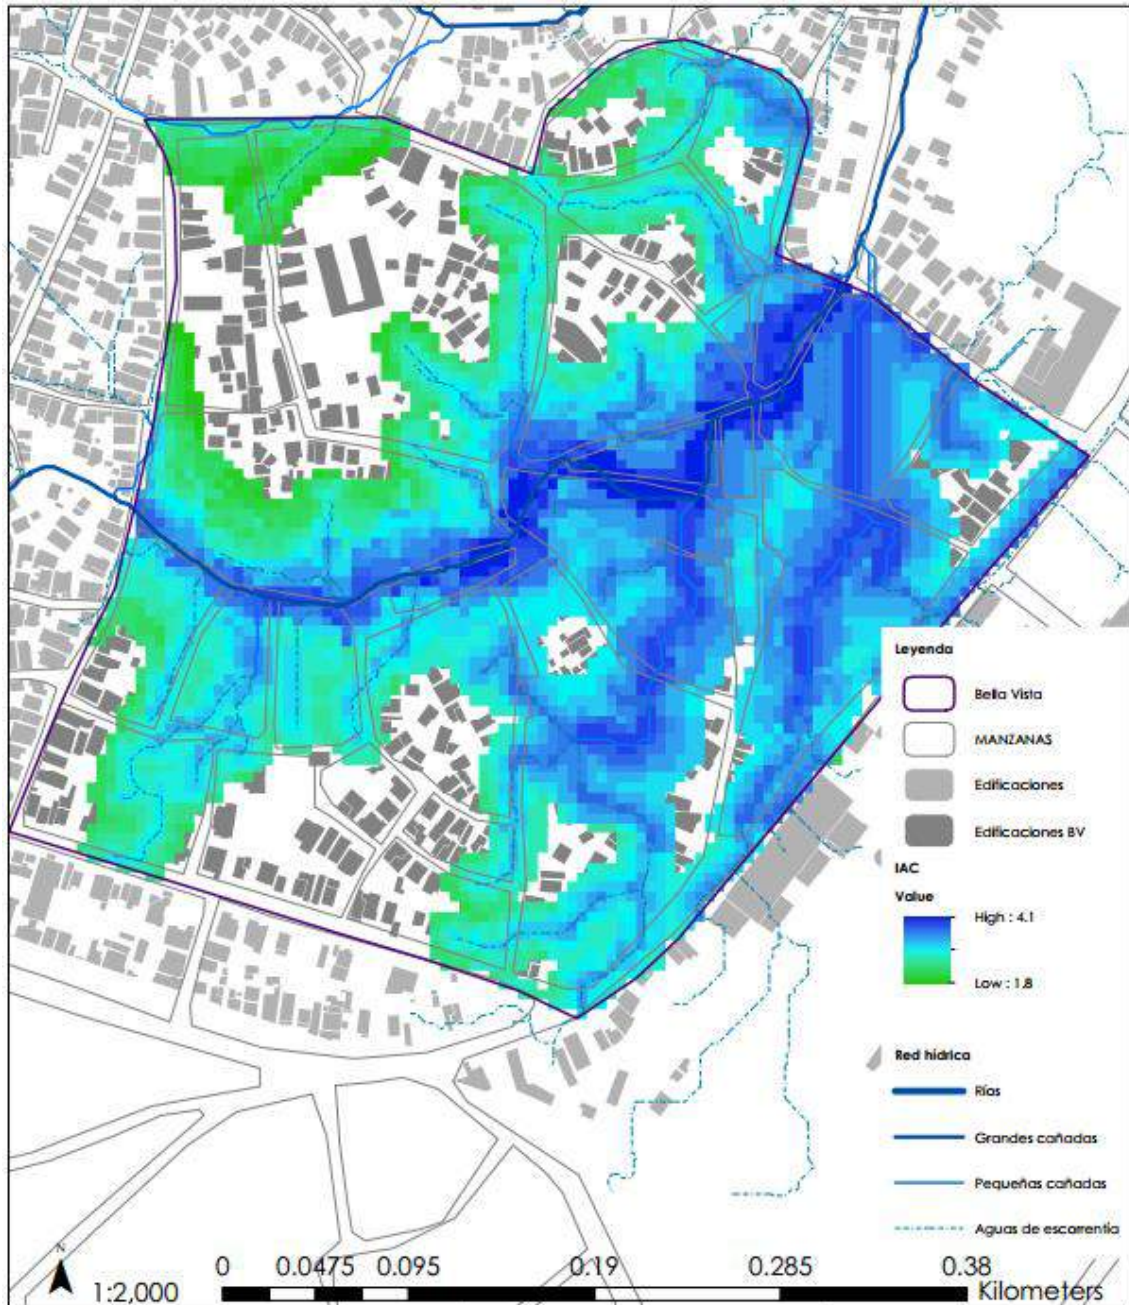 Leyenda
Bella Vista
MANZANAS
Edificaciones
Edificaciones BV
IAC
Value
High : 4.1
Low : 1.8
Red hídrica
Ríos
Grandes cañadas
Pequeñas cañadas
Aguas de escorrentía
N
1:2,000
0 0.0475 0.095 0.19 0.285 0.38
Kilometers